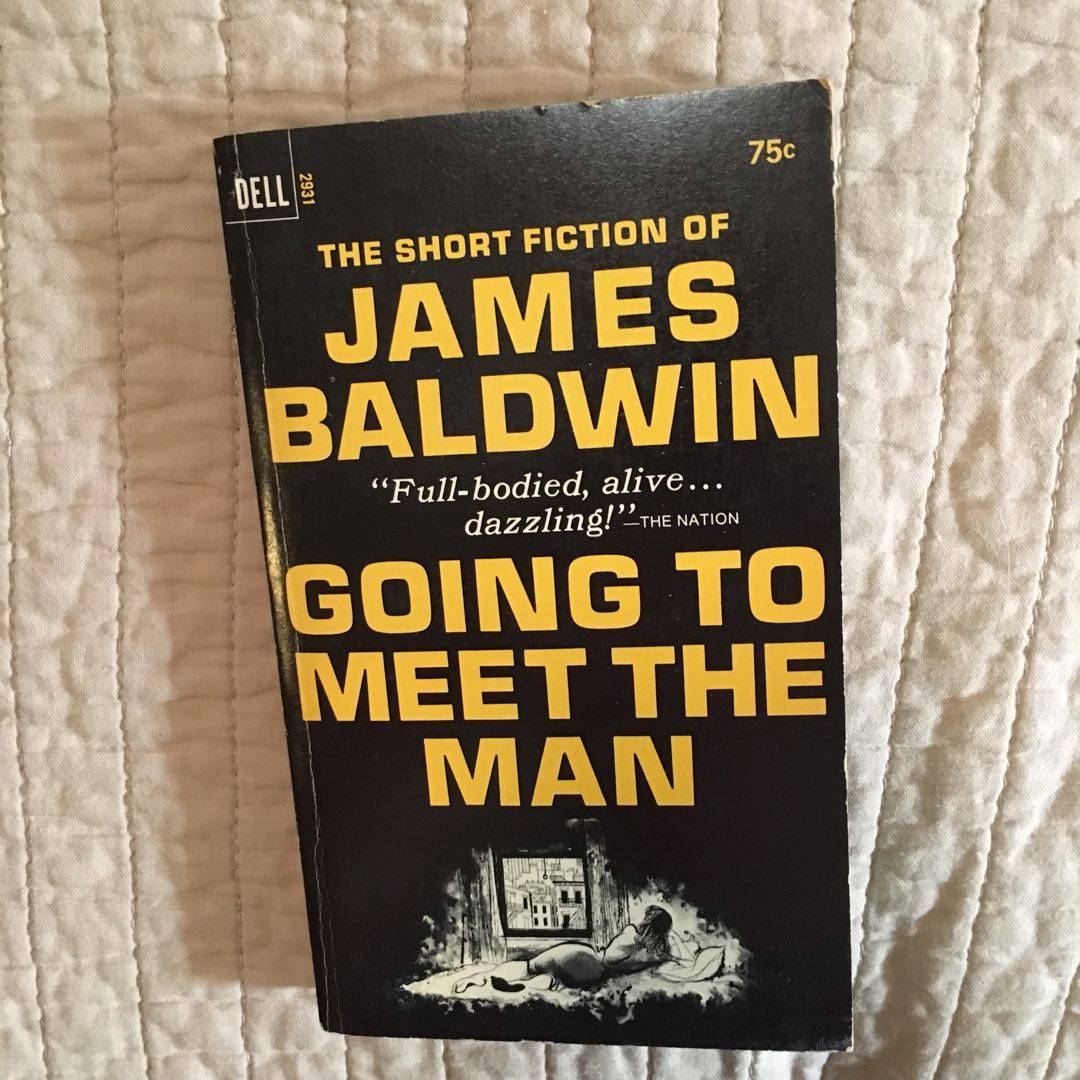 DELL
2931
75c
THE SHORT FICTION OF
JAMES
BALDWIN
“Full-bodied, alive...
dazzling!”—THE NATION
GOING TO
MEET THE
MAN